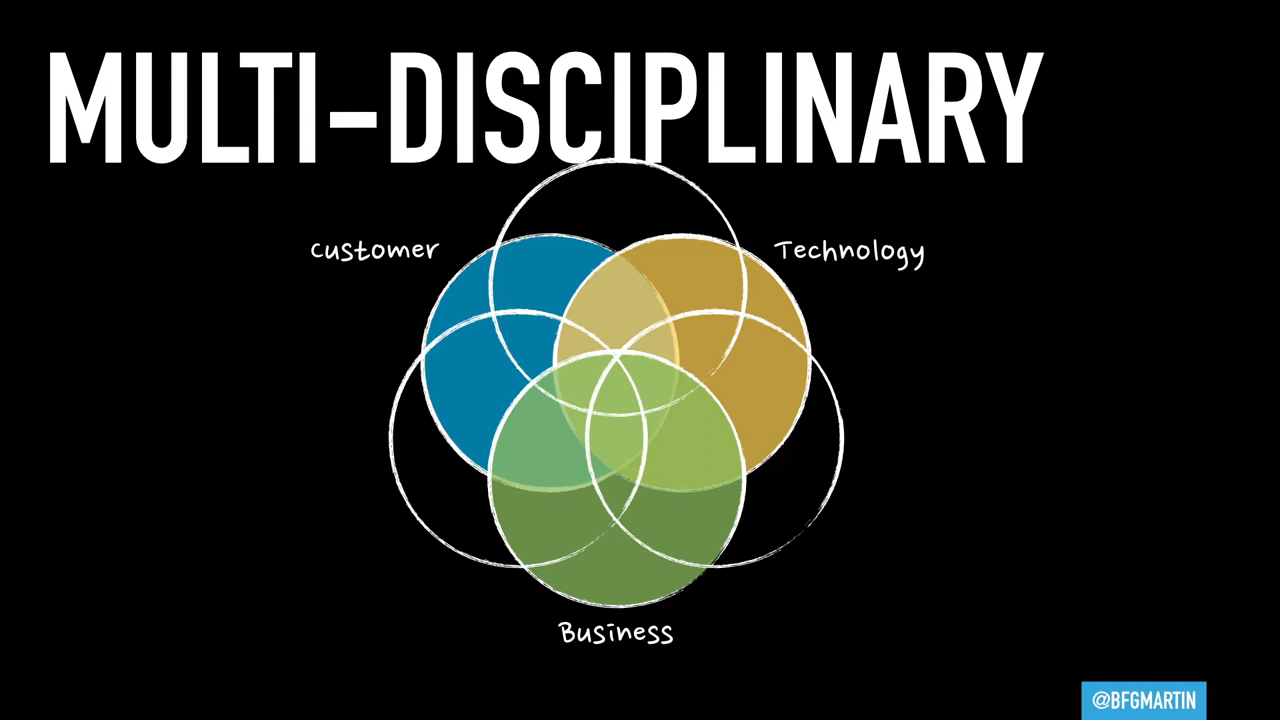 MULTI-DISCIPLINARY
customer
Technology
Business
@BFGMARTIN